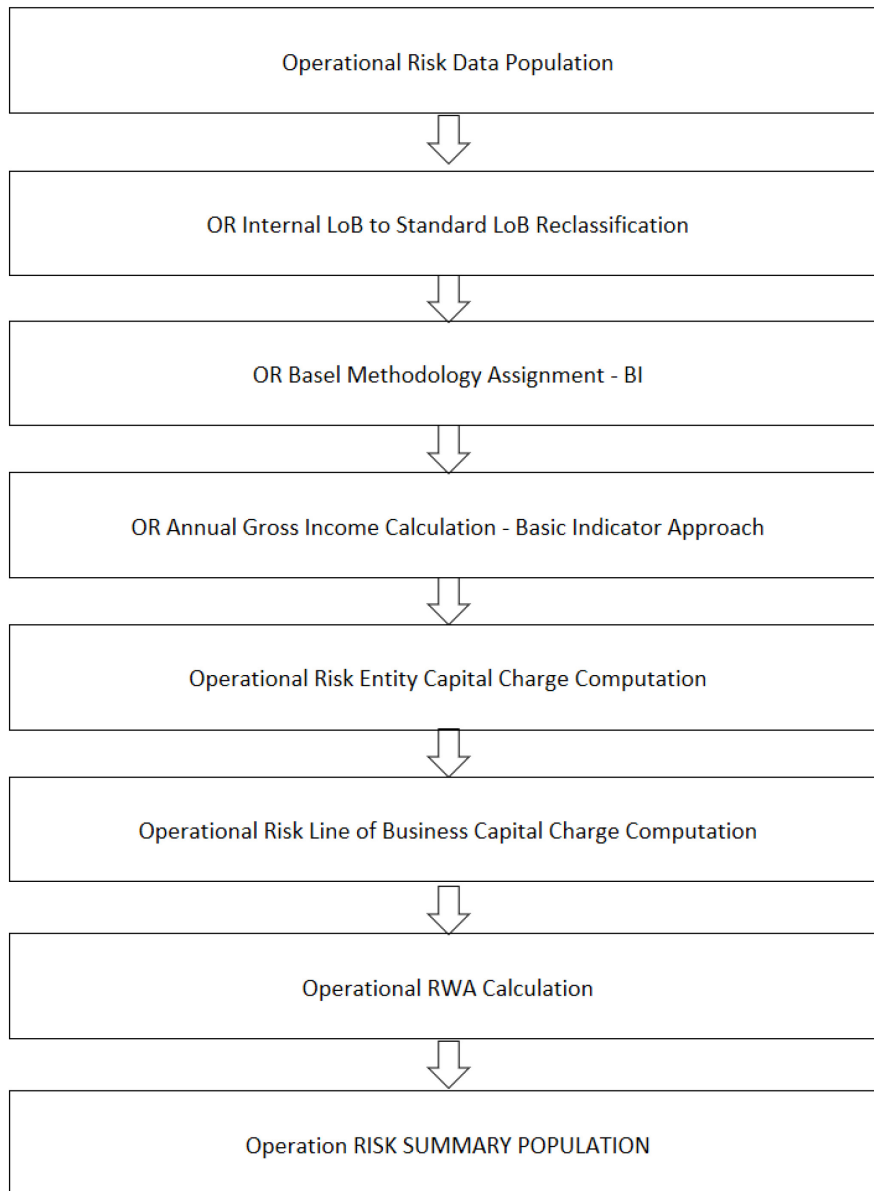 Operational Risk Data Population
OR Internal LoB to Standard LoB Reclassification
OR Basel Methodology Assignment - BI
OR Annual Gross Income Calculation - Basic Indicator Approach
Operational Risk Entity Capital Charge Computation
Operational Risk Line of Business Capital Charge Computation
Operational RWA Calculation
Operation RISK SUMMARY POPULATION